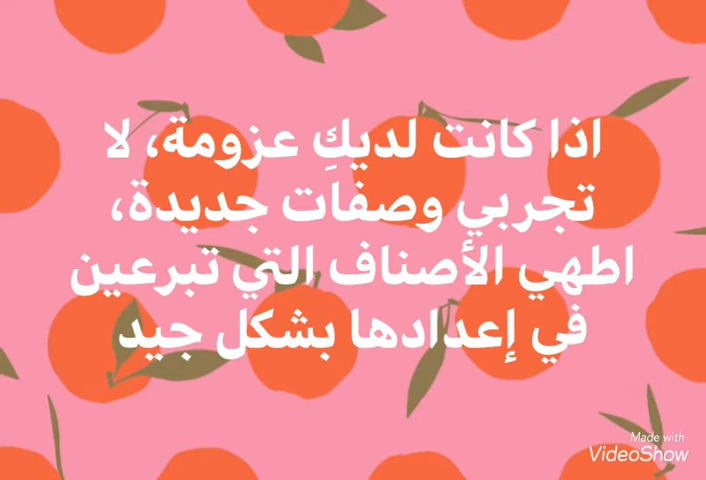 اذا كانت لديكِ عزومة، لا
تجربي وصفات جديدة،
اطهي الأصناف التي تبرعين
في إعدادها بشكل جيد
Made with
VideoShow